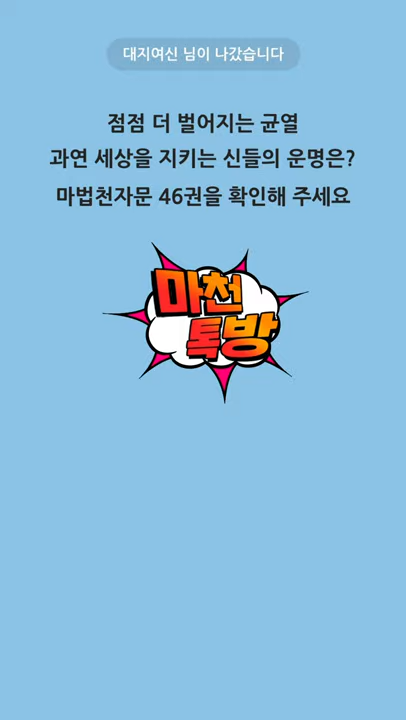 대지여신 님이 나갔습니다
점점 더 벌어지는 균열
과연 세상을 지키는 신들의 운명은?
마법천자문 46권을 확인해 주세요
마천
톡방